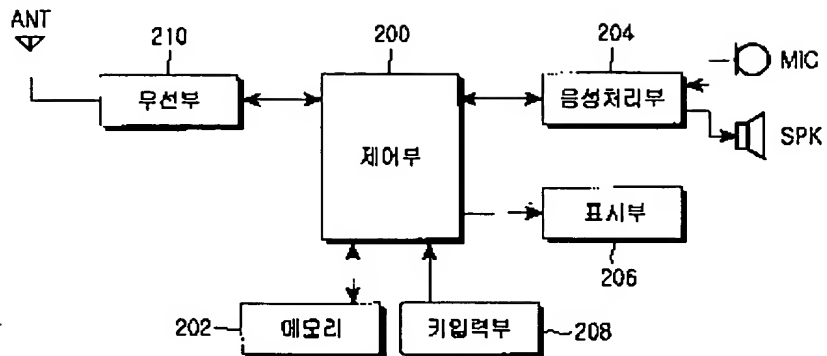 ANT
210
200
204
MIC
무선부
제어부
음성처리부
SPK
표시부
206
202
메모리
키입력부
208